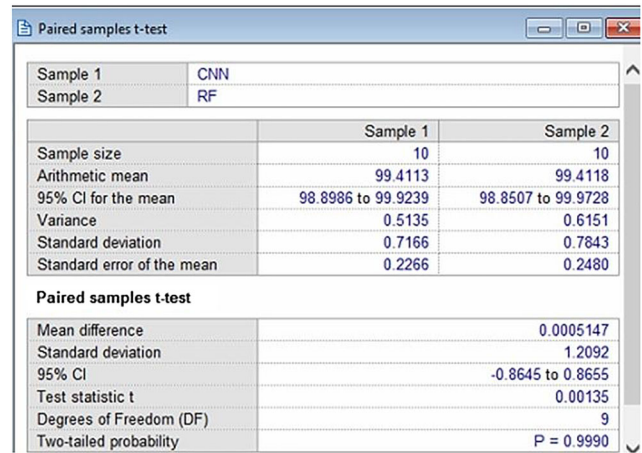 Paired samples t-test
Sample 1 CNN
Sample 2 RF
Sample 1 Sample 2
Sample size 10 10
Arithmetic mean 99.4113 99.4118
95% CI for the mean 98.8986 to 99.9239 98.8507 to 99.9728
Variance 0.5135 0.6151
Standard deviation 0.7166 0.7843
Standard error of the mean 0.2266 0.2480
Paired samples t-test
Mean difference 0.0005147
Standard deviation 1.2092
95% CI -0.8645 to 0.8655
Test statistic t 0.00135
Degrees of Freedom (DF) 9
Two-tailed probability P = 0.9990